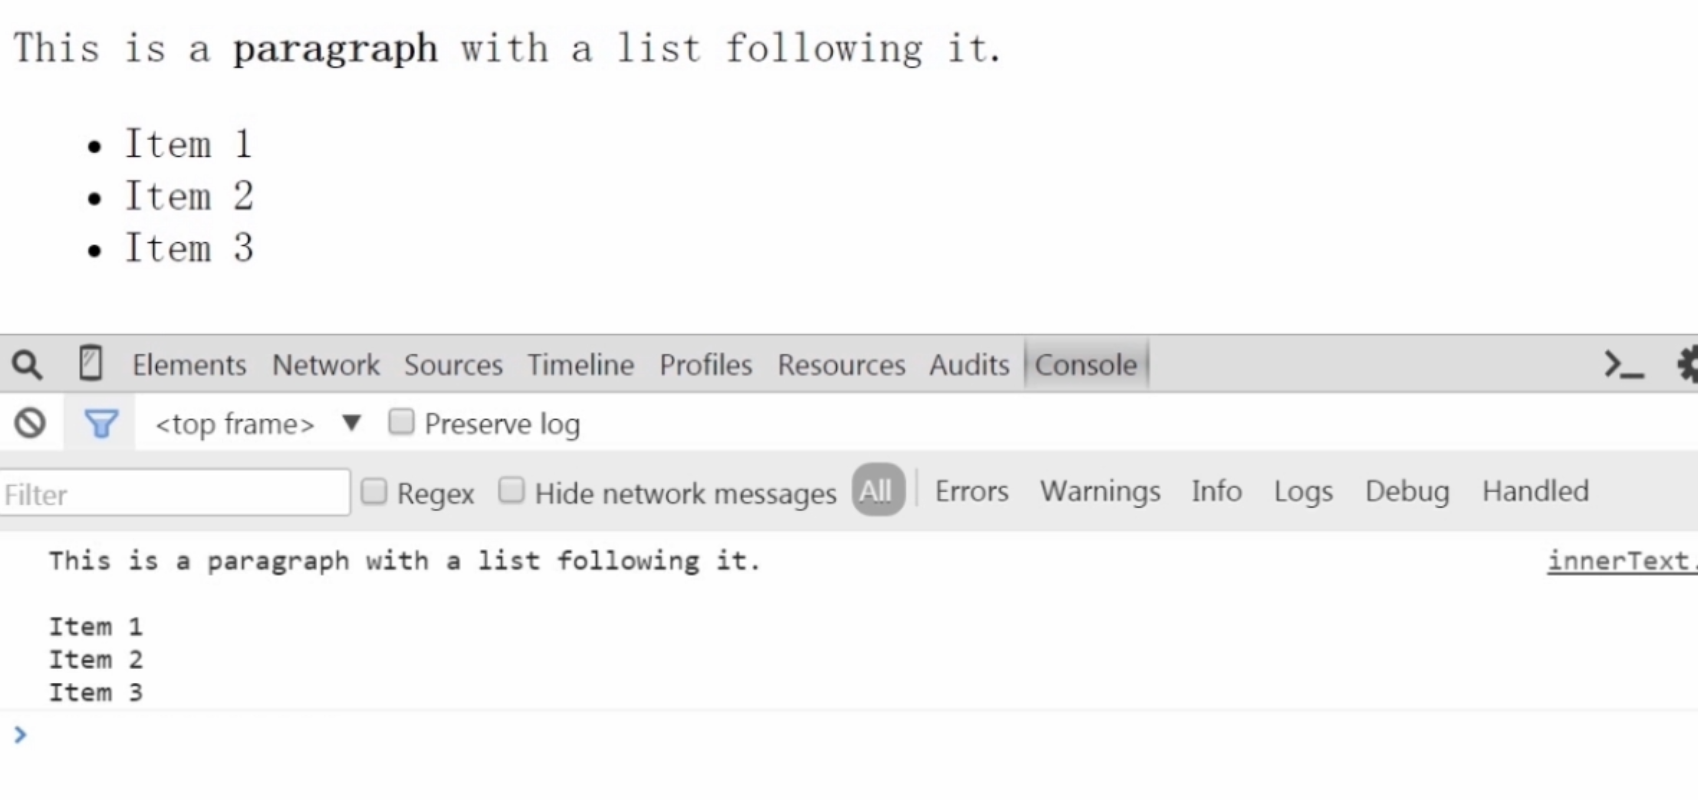 This is a paragraph with a list following it.
• Item 1
• Item 2
• Item 3
Elements Network Sources Timeline Profiles Resources Audits Console
<top frame> ▼ Preserve log
Filter Regex Hide network messages All Errors Warnings Info Logs Debug Handled
This is a paragraph with a list following it. innerText.
Item 1
Item 2
Item 3